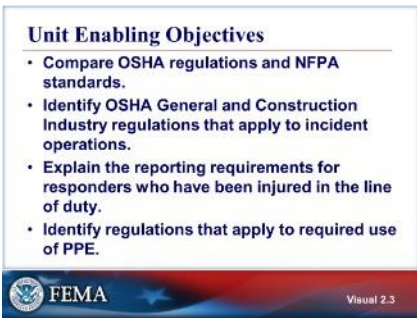 Unit Enabling Objectives
• Compare OSHA regulations and NFPA
standards.
• Identify OSHA General and Construction
Industry regulations that apply to incident
operations.
• Explain the reporting requirements for
responders who have been injured in the line
of duty.
• Identify regulations that apply to required use
of PPE.
FEMA
Visual 2.3